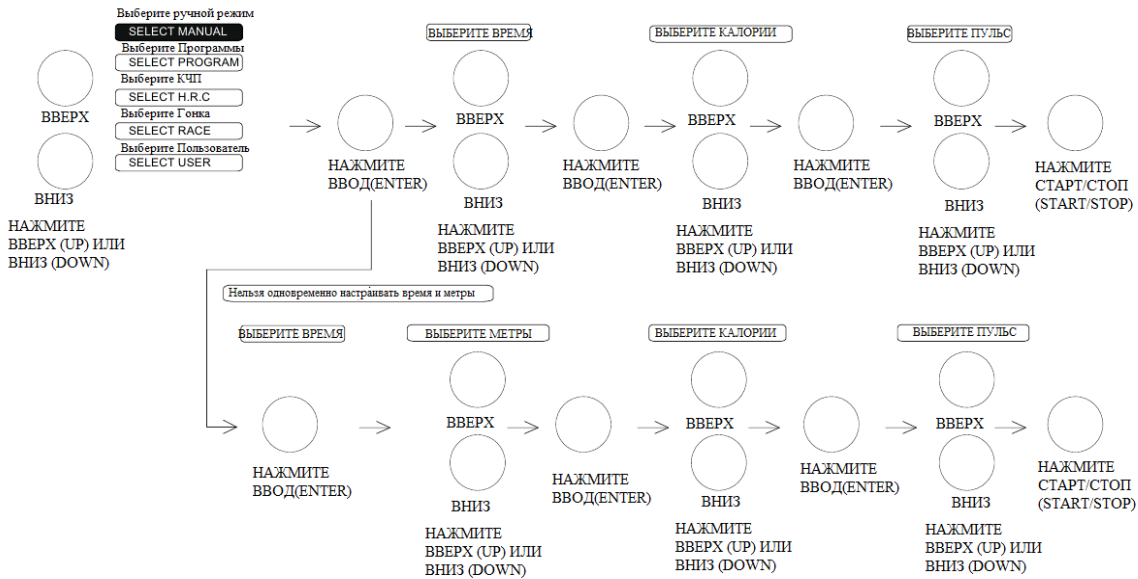 Выберите ручной режим
SELECT MANUAL
Выберите Программы
SELECT PROGRAM
Выберите КЧП
SELECT H.R.C
Выберите Гонка
SELECT RACE
Выберите Пользователь
SELECT USER
ВВЕРХ
ВНИЗ
НАЖМИТЕ
ВВЕРХ (UP) ИЛИ
ВНИЗ (DOWN)
НАЖМИТЕ
ВВОД(ENTER)
ВЫБЕРИТЕ ВРЕМЯ
ВВЕРХ
ВНИЗ
НАЖМИТЕ
ВВЕРХ (UP) ИЛИ
ВНИЗ (DOWN)
НАЖМИТЕ
ВВОД(ENTER)
ВЫБЕРИТЕ КАЛОРИИ
ВВЕРХ
ВНИЗ
НАЖМИТЕ
ВВЕРХ (UP) ИЛИ
ВНИЗ (DOWN)
НАЖМИТЕ
ВВОД(ENTER)
ВЫБЕРИТЕ ПУЛЬС
ВВЕРХ
ВНИЗ
НАЖМИТЕ
ВВЕРХ (UP) ИЛИ
ВНИЗ (DOWN)
НАЖМИТЕ
СТАРТ/СТОП
(START/STOP)
Нельзя одновременно настраивать время и метры
ВЫБЕРИТЕ ВРЕМЯ
НАЖМИТЕ
ВВОД(ENTER)
ВЫБЕРИТЕ МЕТРЫ
ВВЕРХ
ВНИЗ
НАЖМИТЕ
ВВЕРХ (UP) ИЛИ
ВНИЗ (DOWN)
НАЖМИТЕ
ВВОД(ENTER)
ВЫБЕРИТЕ КАЛОРИИ
ВВЕРХ
ВНИЗ
НАЖМИТЕ
ВВЕРХ (UP) ИЛИ
ВНИЗ (DOWN)
НАЖМИТЕ
ВВОД(ENTER)
ВЫБЕРИТЕ ПУЛЬС
ВВЕРХ
ВНИЗ
НАЖМИТЕ
ВВЕРХ (UP) ИЛИ
ВНИЗ (DOWN)
НАЖМИТЕ
СТАРТ/СТОП
(START/STOP)